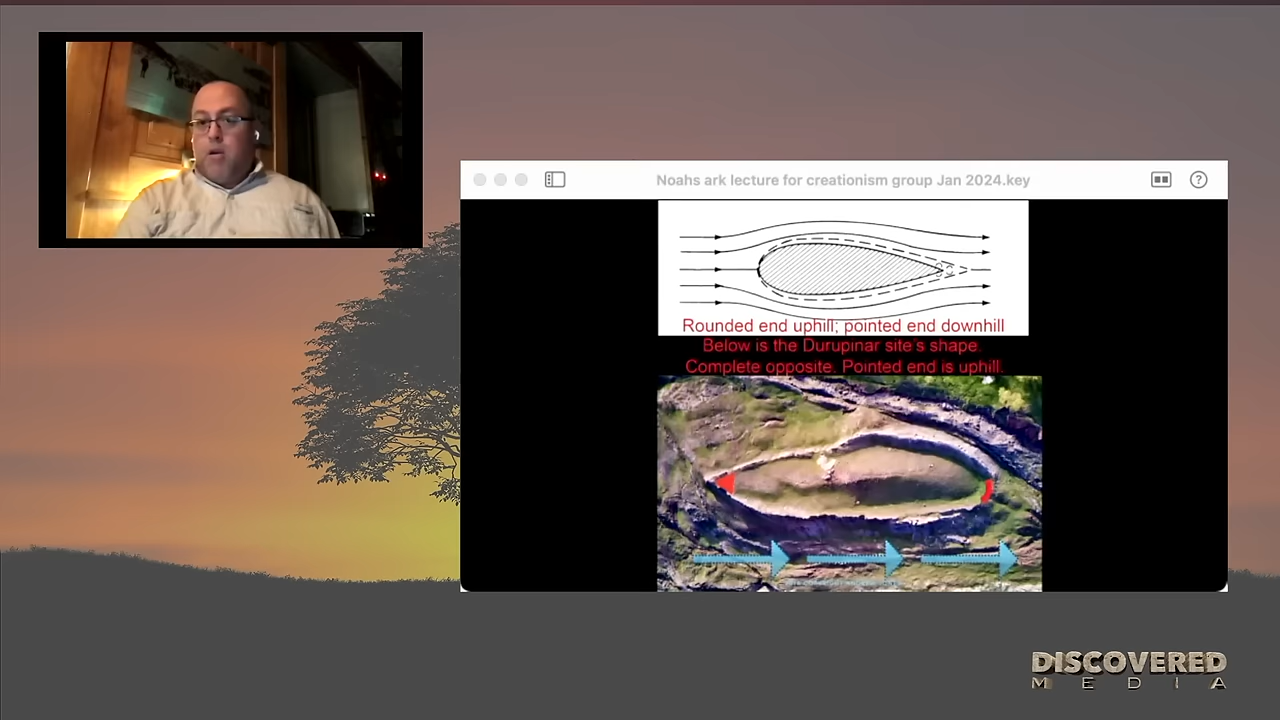 Noahs ark lecture for creationism group Jan 2024.key
Rounded end uphill; pointed end downhill
Below is the Durupinar site's shape.
Complete opposite. Pointed end is uphill.
DISCOVERED
MEDIA